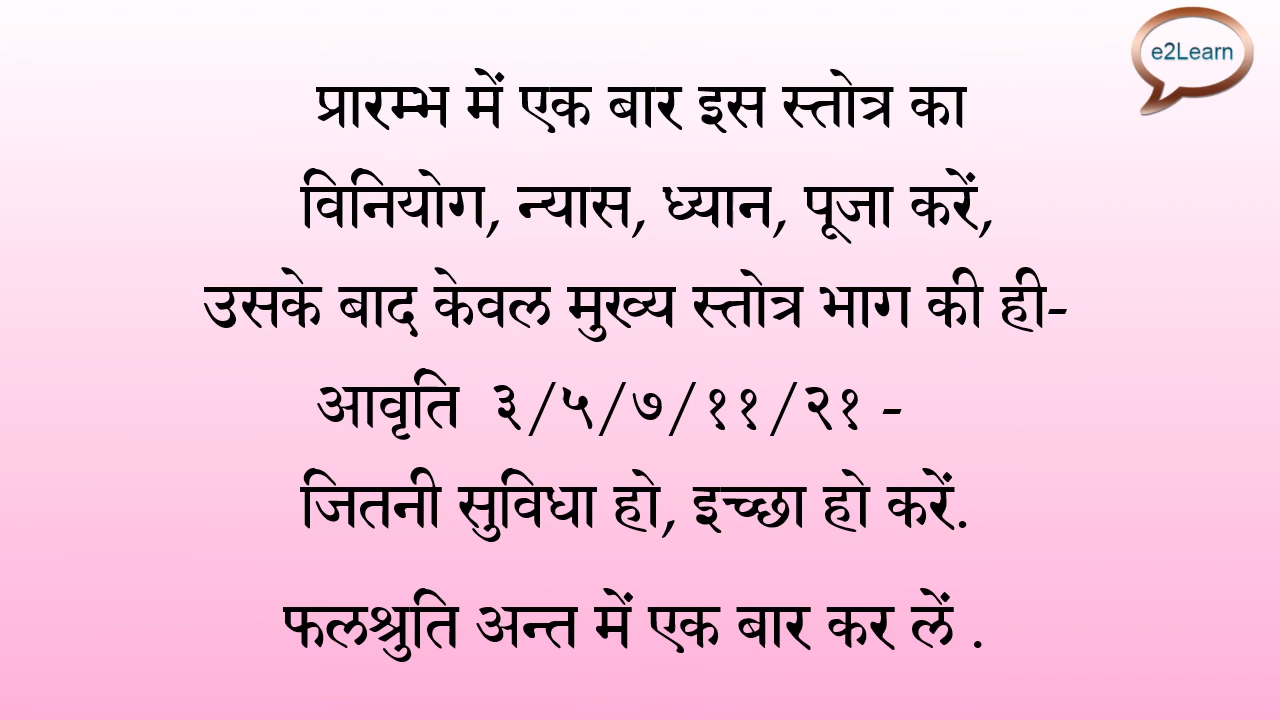 e2Learn
प्रारम्भ में एक बार इस स्तोत्र का
विनियोग, न्यास, ध्यान, पूजा करें,
उसके बाद केवल मुख्य स्तोत्र भाग की ही-
आवृति ३/५/७/११/२१ -
जितनी सुविधा हो, इच्छा हो करें.
फलश्रुति अन्त में एक बार कर लें .